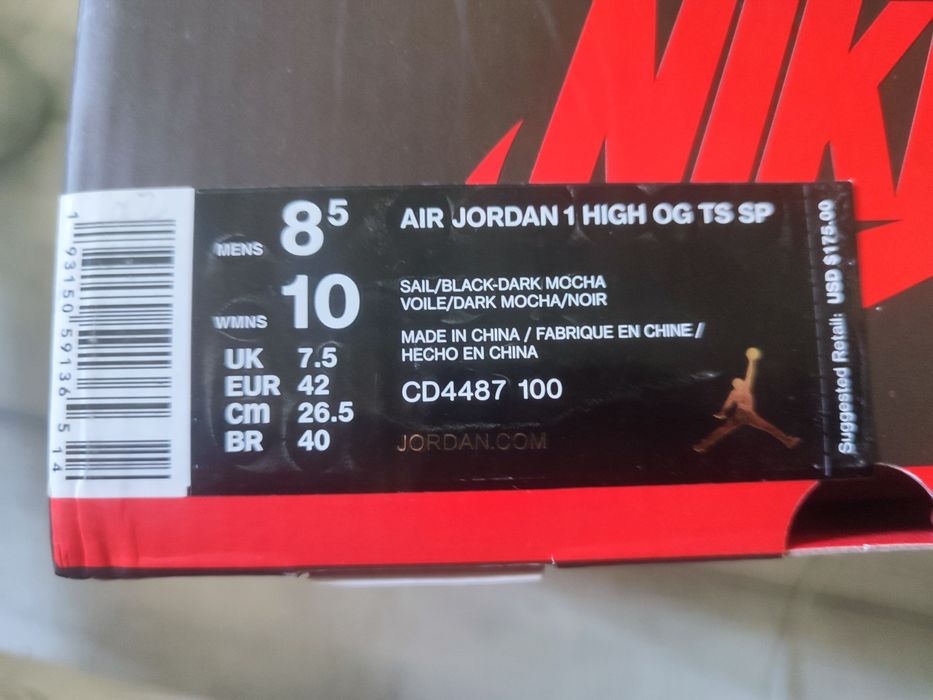 NIKE
MENS 8⁵
WMNS 10
UK 7.5
EUR 42
cm 26.5
BR 40
AIR JORDAN 1 HIGH OG TS SP
SAIL/BLACK-DARK MOCHA
VOILE/DARK MOCHA/NOIR
MADE IN CHINA / FABRIQUE EN CHINE /
HECHO EN CHINA
CD4487 100
JORDAN.COM
Suggested Retail: USD $175.00
1 93150 59136 5 14